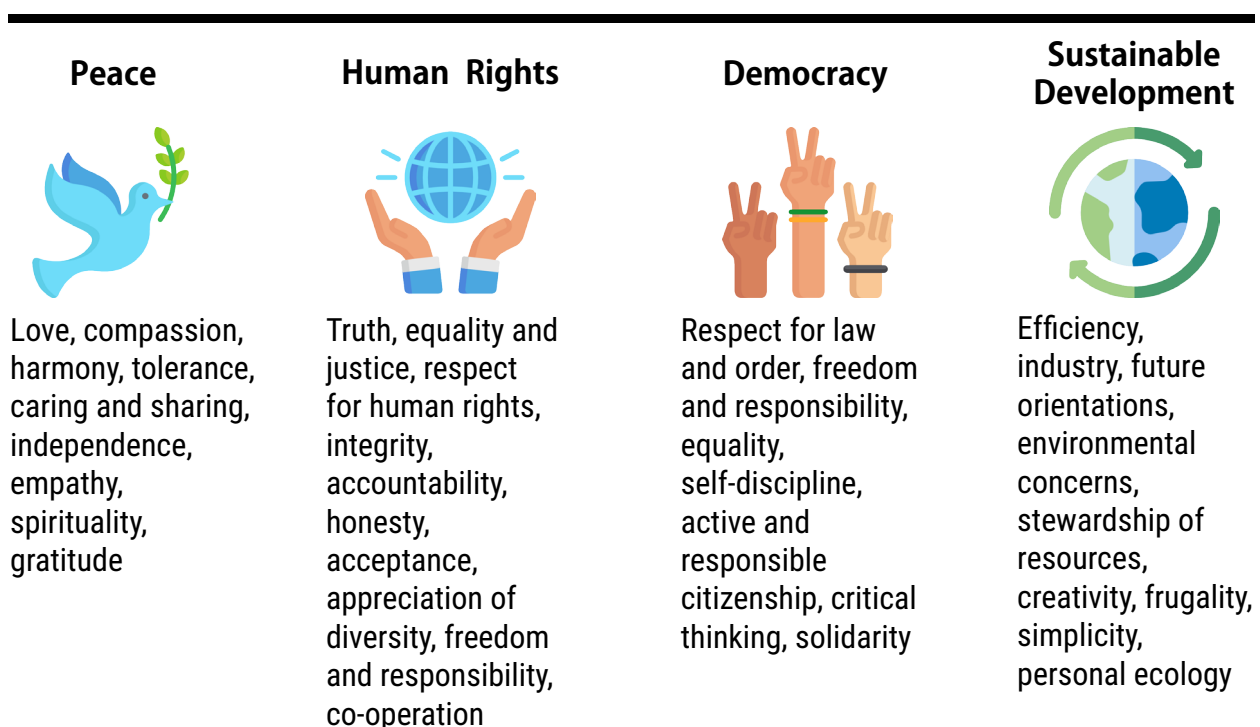 Peace
Love, compassion,
harmony, tolerance,
caring and sharing,
independence,
empathy,
spirituality,
gratitude
Human Rights
Truth, equality and
justice, respect
for human rights,
integrity,
accountability,
honesty,
acceptance,
appreciation of
diversity, freedom
and responsibility,
co-operation
Democracy
Respect for law
and order, freedom
and responsibility,
equality,
self-discipline,
active and
responsible
citizenship, critical
thinking, solidarity
Sustainable
Development
Efficiency,
industry, future
orientations,
environmental
concerns,
stewardship of
resources,
creativity, frugality,
simplicity,
personal ecology